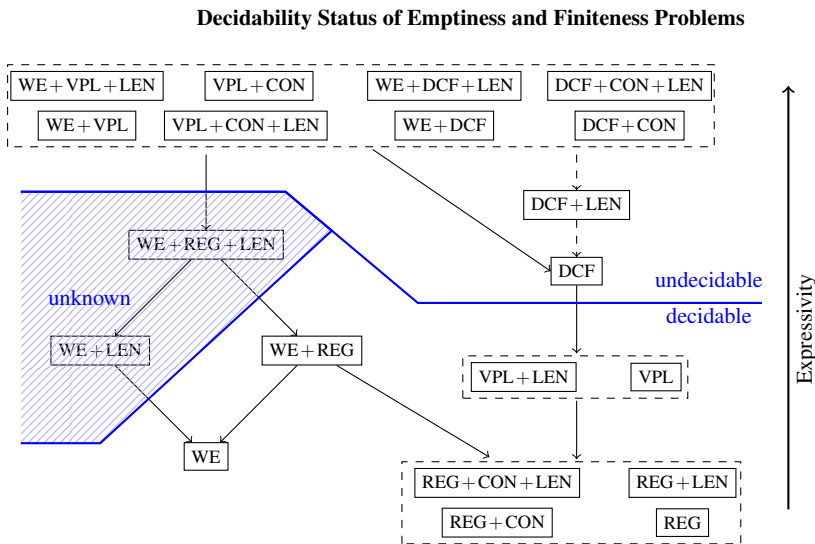 Decidability Status of Emptiness and Finiteness Problems
WE+VPL+LEN
VPL+CON
WE+DCF+LEN
DCF+CON+LEN
WE+VPL
VPL+CON+LEN
WE+DCF
DCF+CON
DCF+LEN
WE+REG+LEN
DCF
undecidable
unknown
decidable
Expressivity
WE+LEN
WE+REG
VPL+LEN
VPL
WE
REG+CON+LEN
REG+LEN
REG+CON
REG